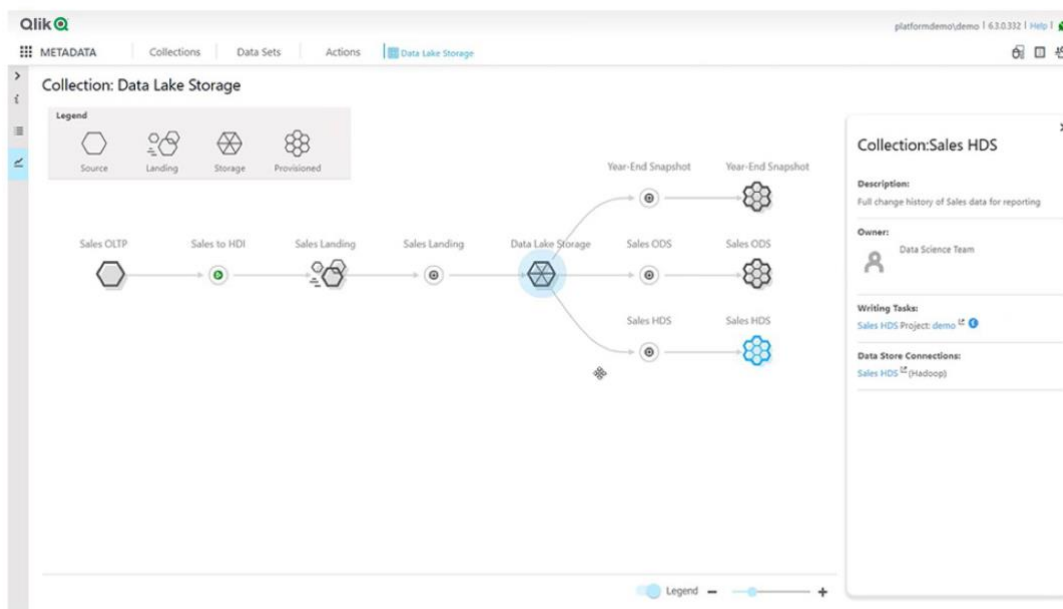 Qlik
platformdemo\demo | 6.3.0.332 | Help |
METADATA Collections Data Sets Actions Data Lake Storage
Collection: Data Lake Storage
Legend
Source Landing Storage Provisioned
Year-End Snapshot Year-End Snapshot
Sales OLTP Sales to HDI Sales Landing Sales Landing Data Lake Storage Sales ODS Sales ODS
Sales HDS Sales HDS
Legend
Collection:Sales HDS
Description:
Full change history of Sales data for reporting
Owner:
Data Science Team
Writing Tasks:
Sales HDS Project: demo
Data Store Connections:
Sales HDS (Hadoop)